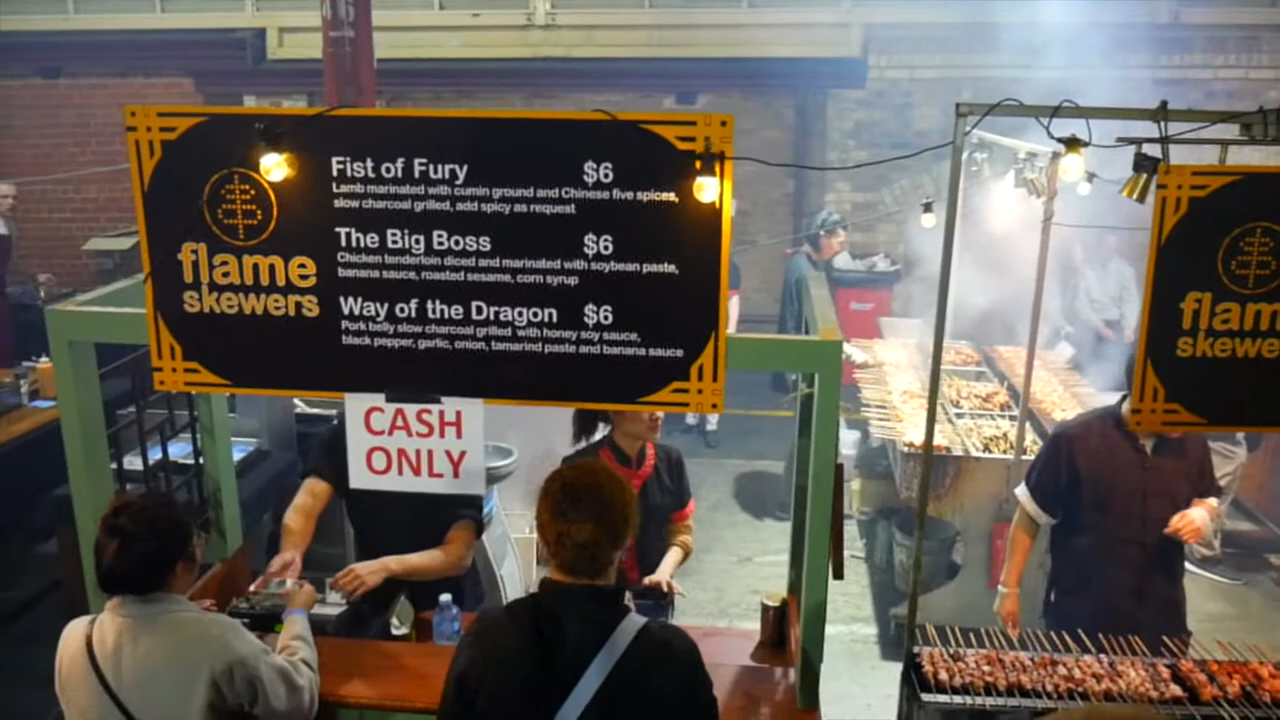 flame
skewers
Fist of Fury $6
Lamb marinated with cumin ground and Chinese five spices,
slow charcoal grilled, add spicy as request
The Big Boss $6
Chicken tenderloin diced and marinated with soybean paste,
banana sauce, roasted sesame, corn syrup
Way of the Dragon $6
Pork belly slow charcoal grilled with honey soy sauce,
black pepper, garlic, onion, tamarind paste and banana sauce
CASH
ONLY
flam
skewe